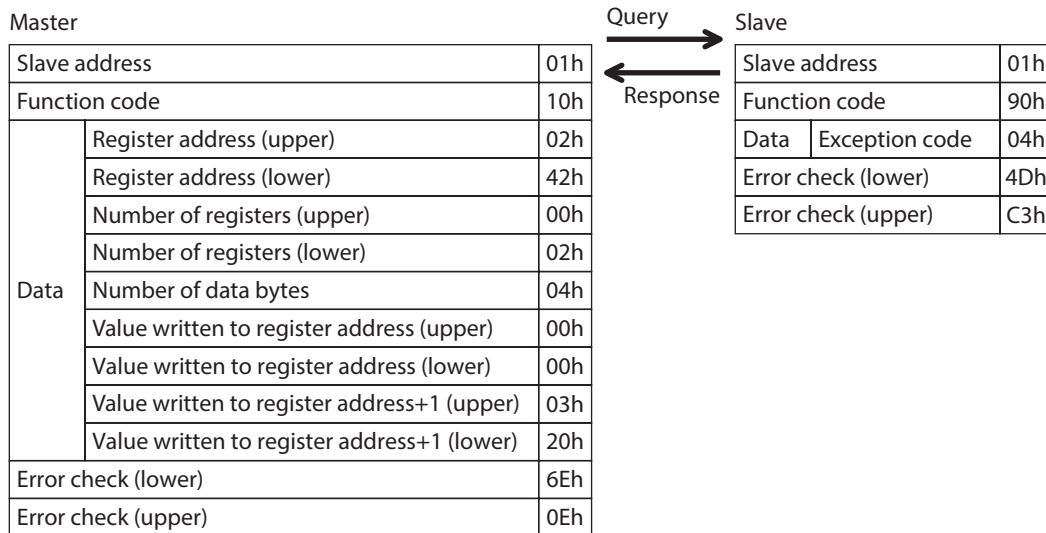 Master
Slave address 01h
Function code 10h
Data
Register address (upper) 02h
Register address (lower) 42h
Number of registers (upper) 00h
Number of registers (lower) 02h
Number of data bytes 04h
Value written to register address (upper) 00h
Value written to register address (lower) 00h
Value written to register address+1 (upper) 03h
Value written to register address+1 (lower) 20h
Error check (lower) 6Eh
Error check (upper) 0Eh
Query
Response
Slave
Slave address 01h
Function code 90h
Data Exception code 04h
Error check (lower) 4Dh
Error check (upper) C3h